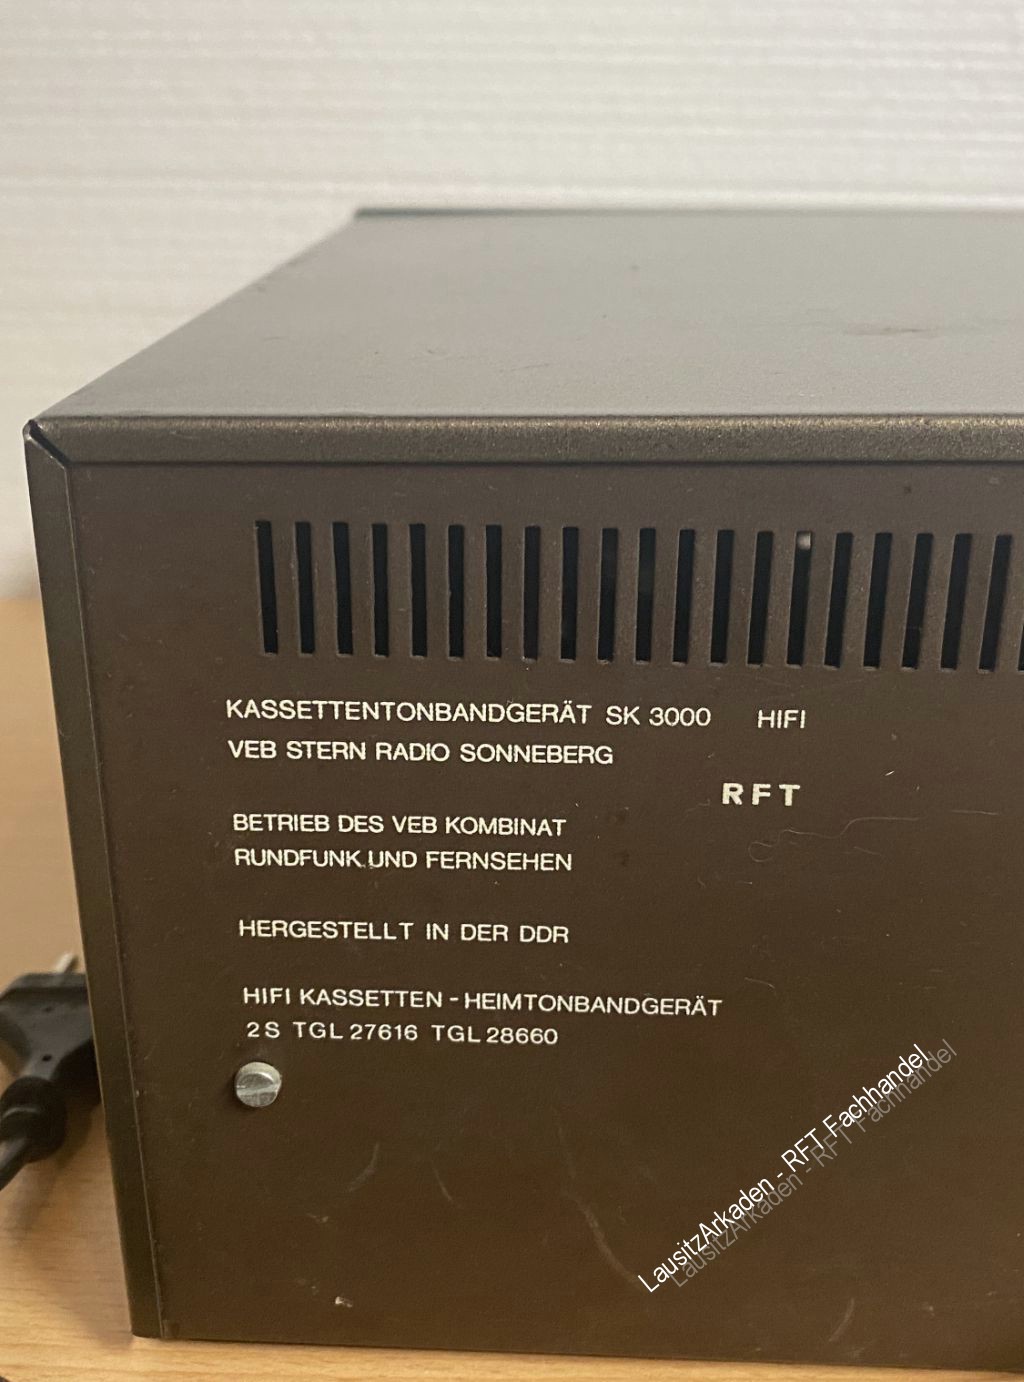 KASSETTENTONBANDGERÄT SK 3000 HIFI
VEB STERN RADIO SONNEBERG
RFT
BETRIEB DES VEB KOMBINAT
RUNDFUNK UND FERNSEHEN
HERGESTELLT IN DER DDR
HIFI KASSETTEN - HEIMTONBANDGERÄT
2 S TGL 27616 TGL 28660
LausitzArkaden - RFT Fachhandel